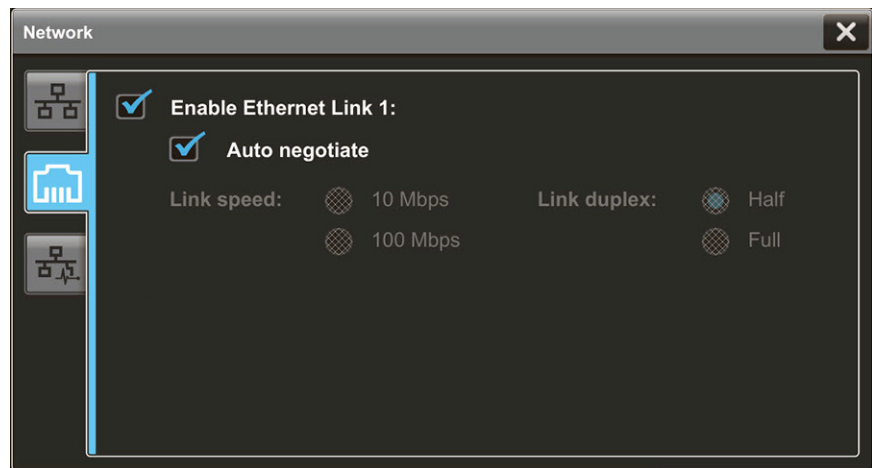 Network
Enable Ethernet Link 1:
Auto negotiate
Link speed: 10 Mbps Link duplex: Half
100 Mbps Full